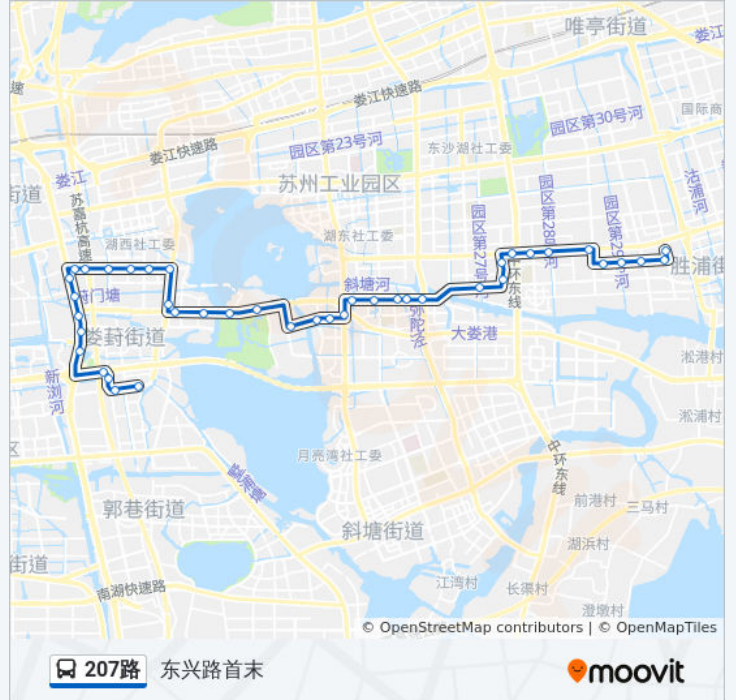 唯亭街道
娄江
速
娄江快速路
国际商
园区第30号河
园区第23号河
娄江快速路
东沙湖社工委
娄江
街道
苏州工业园区
沽浦河
苏嘉杭高速
园区第27号河
园区第28号河
园区第29号河
湖西社工委
湖东社工委
胜浦街
中环东线
斜塘河
葑门塘
大娄港
娄葑街道
淞港村
新浏河
淞浦村
区
月亮湾社工委
中环东线
郭巷街道
前港村
三马村
斜塘街道
湖浜村
街道
江湾村
长渠村
南湖快速路
澄墩村
© OpenStreetMap contributors | © OpenMapTiles
207路 东兴路首末
moovit